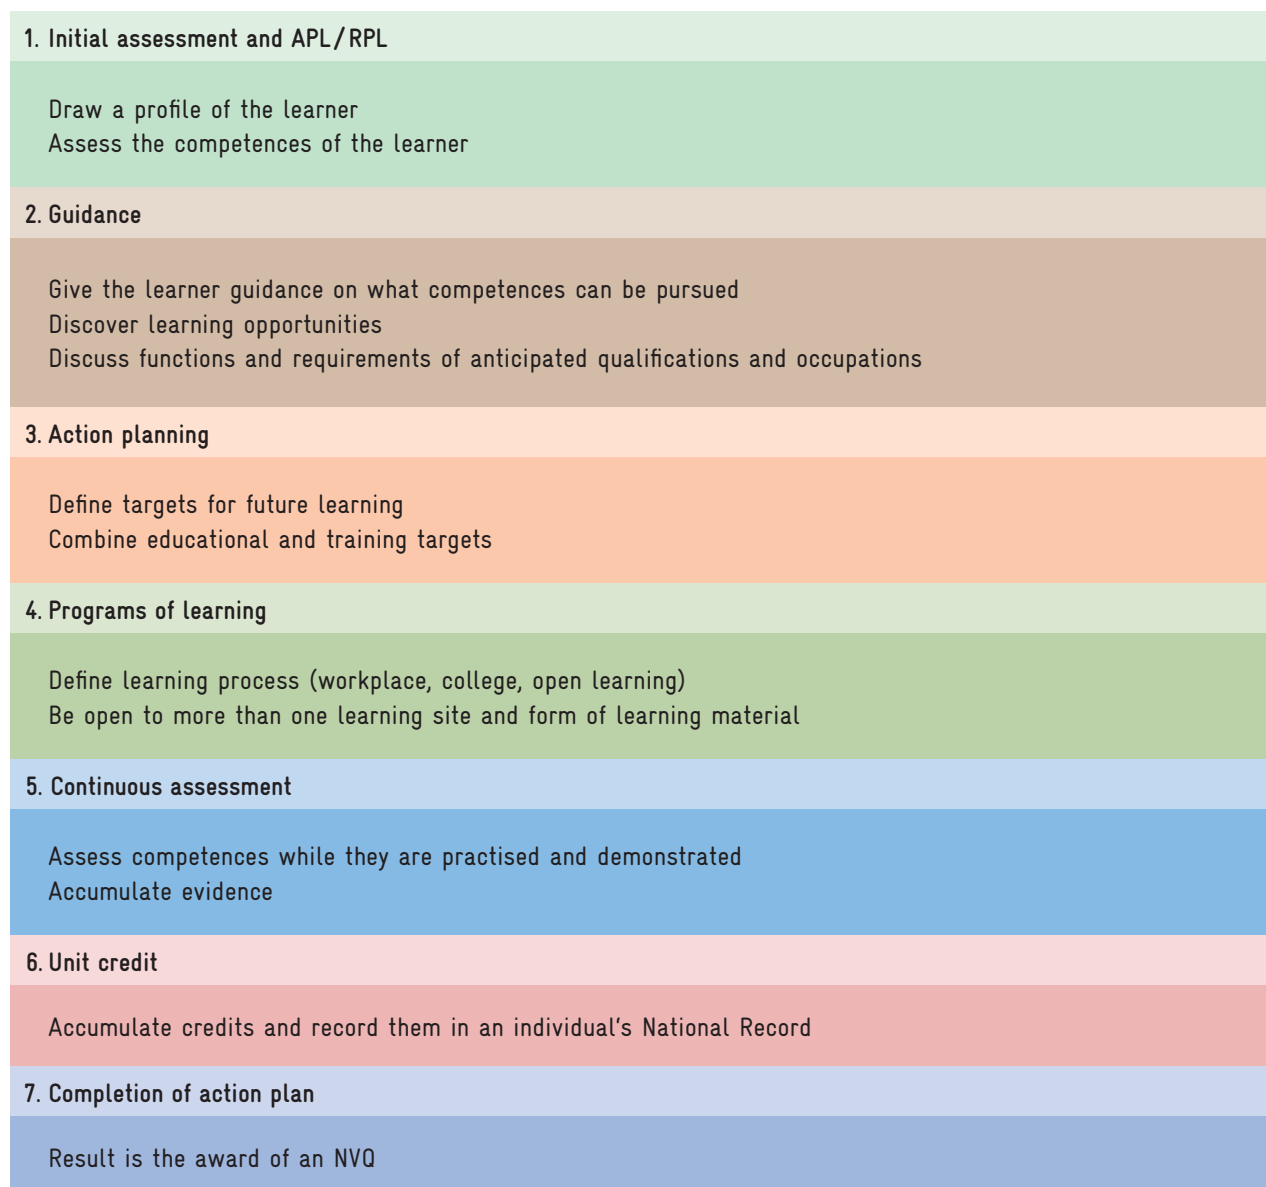 1. Initial assessment and APL/RPL
Draw a profile of the learner
Assess the competences of the learner
2. Guidance
Give the learner guidance on what competences can be pursued
Discover learning opportunities
Discuss functions and requirements of anticipated qualifications and occupations
3. Action planning
Define targets for future learning
Combine educational and training targets
4. Programs of learning
Define learning process (workplace, college, open learning)
Be open to more than one learning site and form of learning material
5. Continuous assessment
Assess competences while they are practised and demonstrated
Accumulate evidence
6. Unit credit
Accumulate credits and record them in an individual‘s National Record
7. Completion of action plan
Result is the award of an NVQ